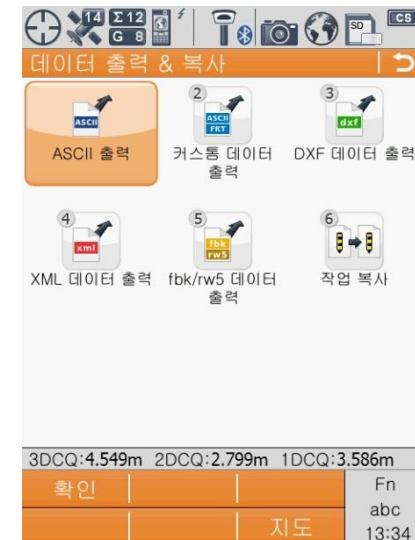 14 Σ12
G 8
SD
CS
데이터 출력 & 복사
ASCII
ASCII 출력
2
ASCII
FRT
커스톰 데이터
출력
3
dxf
DXF 데이터 출력
4
xml
XML 데이터 출력
5
fbk
rw5
fbk/rw5 데이터
출력
6
작업 복사
3DCQ:4.549m 2DCQ:2.799m 1DCQ:3.586m
확인
Fn
abc
지도
13:34